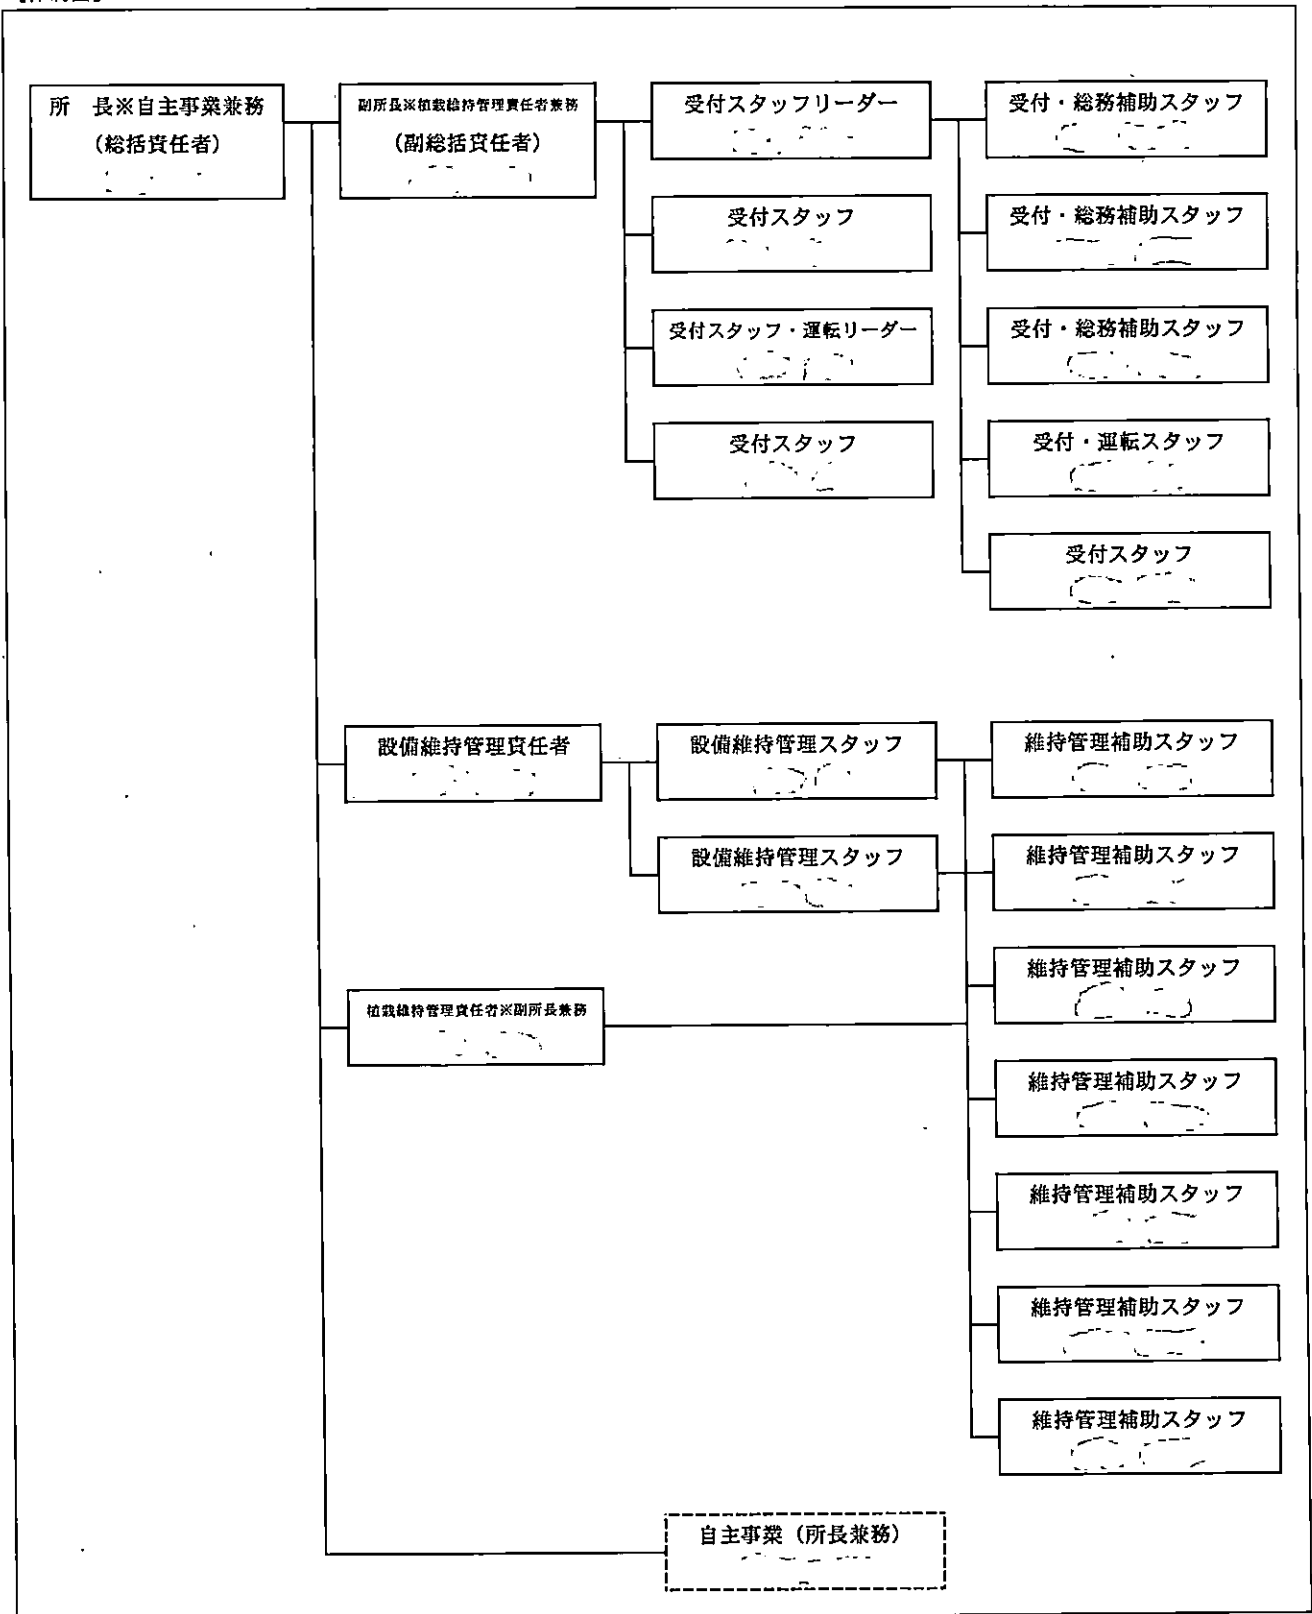 所　長※自主事業兼務
（総括責任者）
副所長※植栽維持管理責任者兼務
（副総括責任者）
受付スタッフリーダー
受付スタッフ
受付スタッフ・運転リーダー
受付スタッフ
受付・総務補助スタッフ
受付・総務補助スタッフ
受付・総務補助スタッフ
受付・運転スタッフ
受付スタッフ
設備維持管理責任者
設備維持管理スタッフ
設備維持管理スタッフ
植栽維持管理責任者※副所長兼務
維持管理補助スタッフ
維持管理補助スタッフ
維持管理補助スタッフ
維持管理補助スタッフ
維持管理補助スタッフ
維持管理補助スタッフ
維持管理補助スタッフ
自主事業（所長兼務）